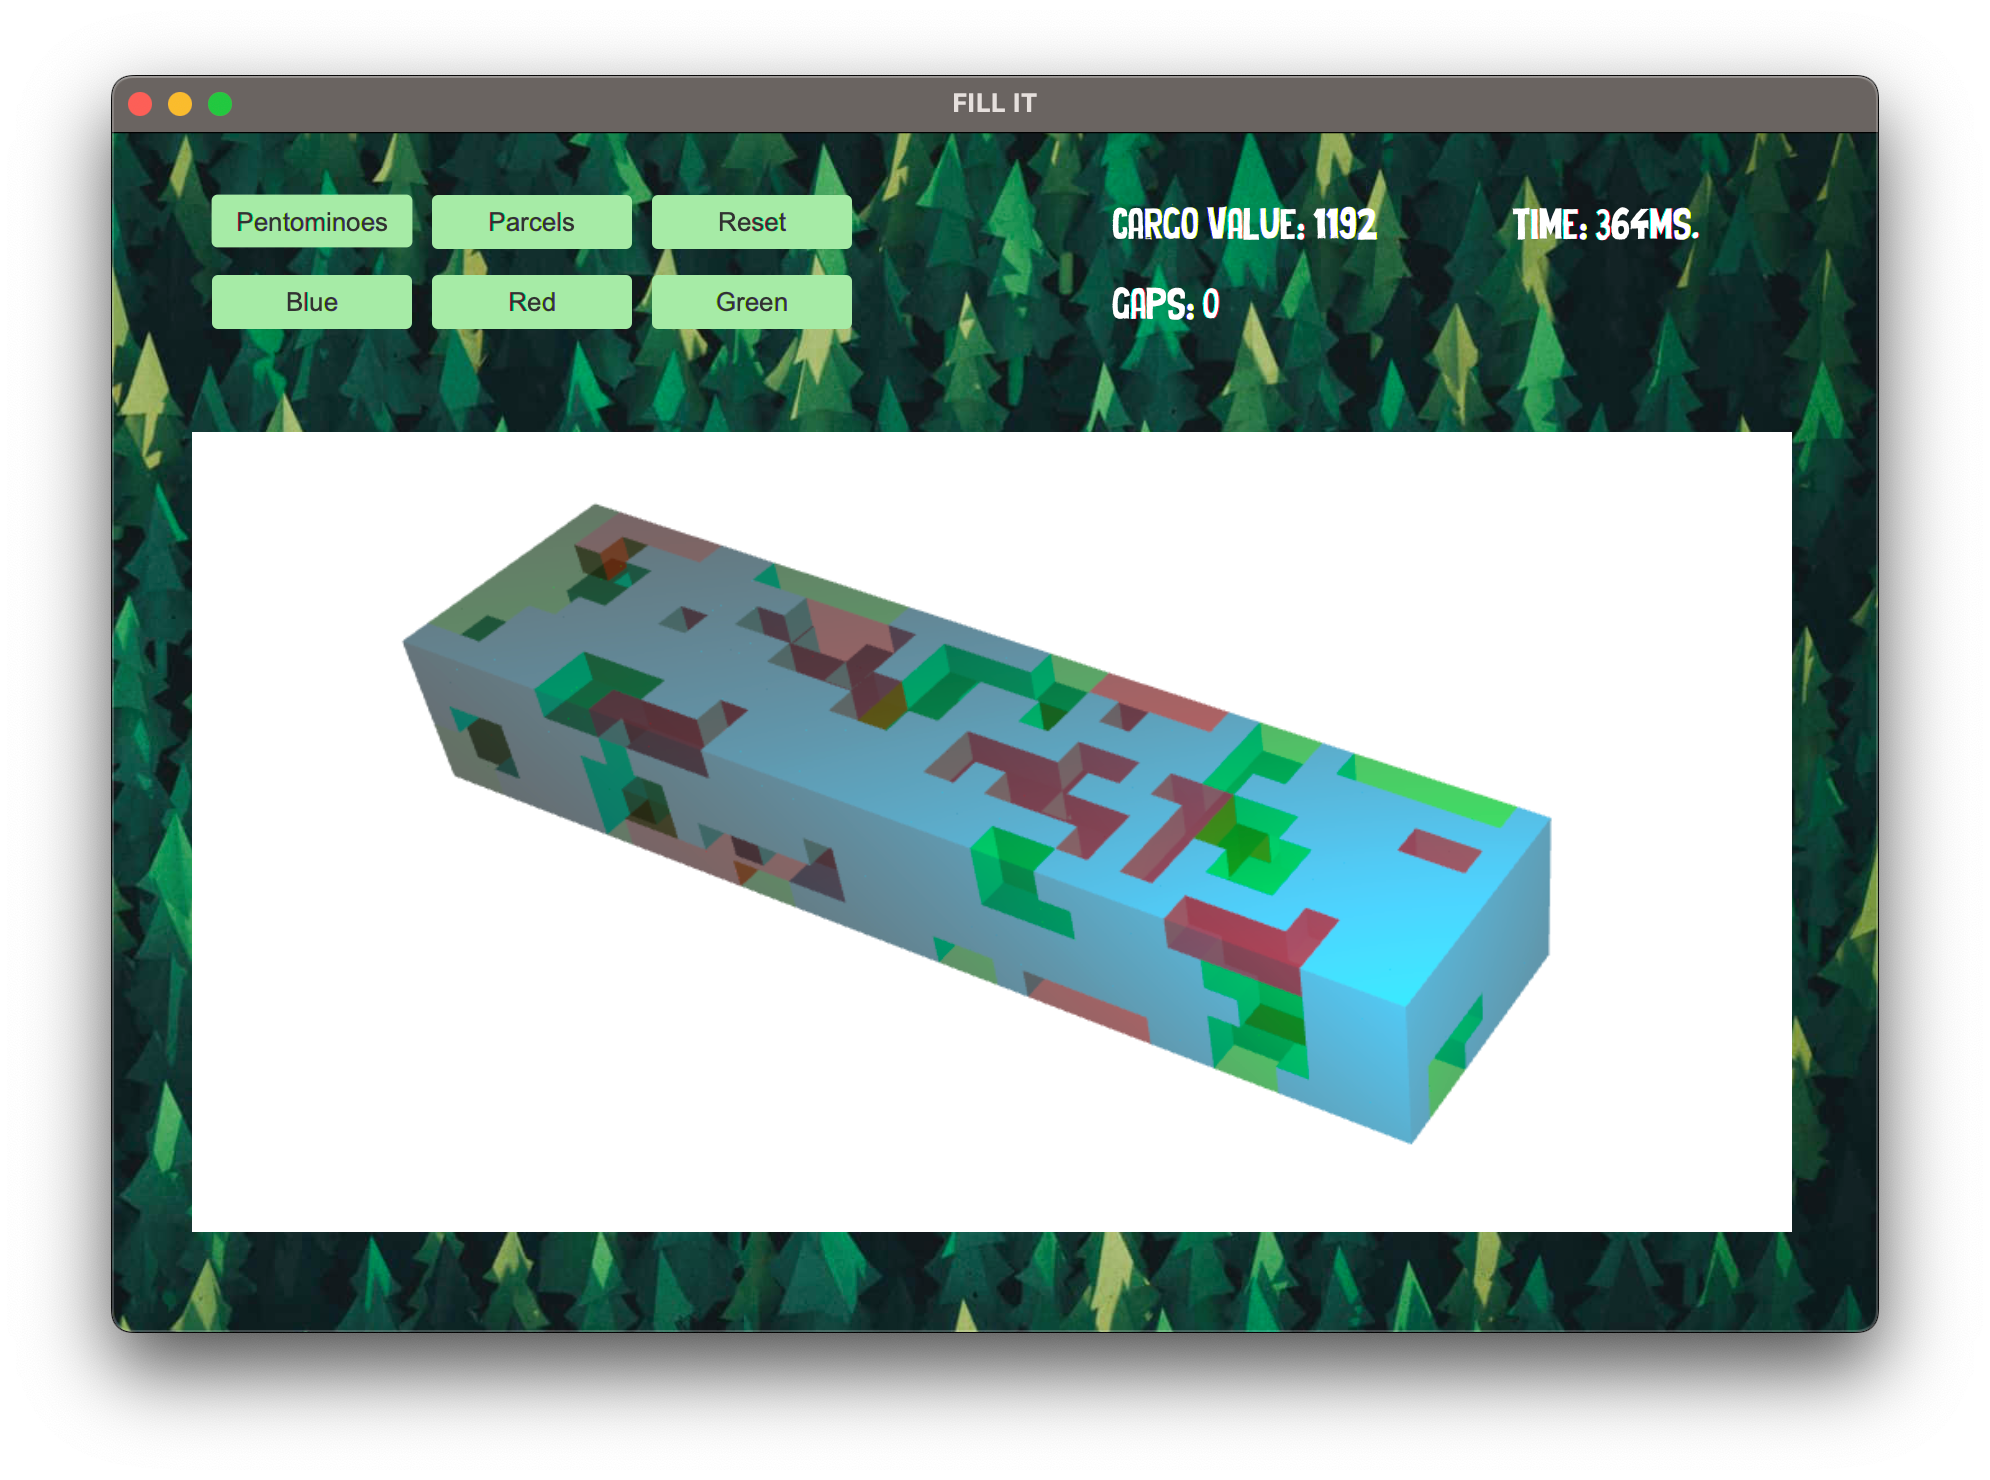 FILL IT
Pentominoes Parcels Reset CARGO VALUE: 1192 TIME: 364MS.
Blue Red Green GAPS: 0